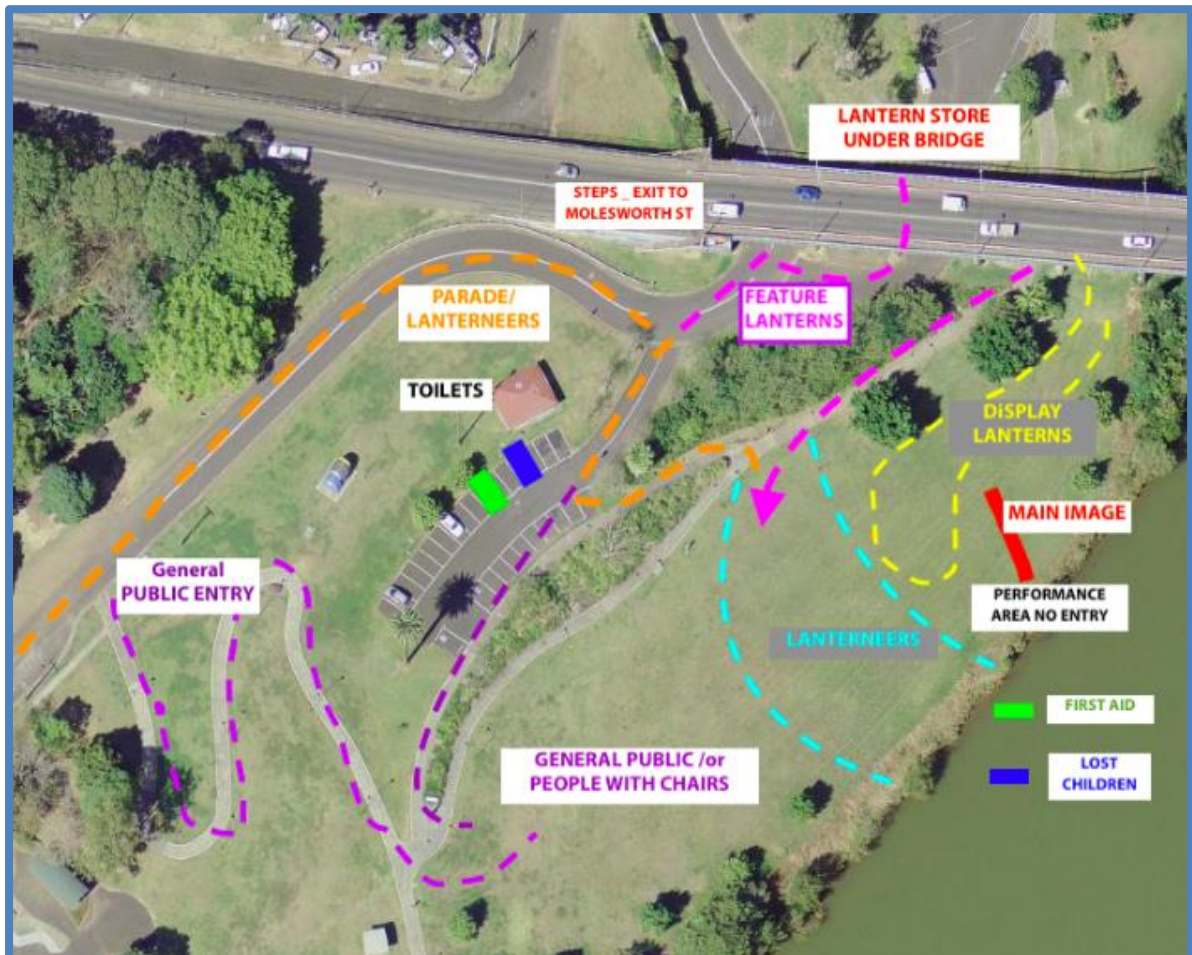 LANTERN STORE
UNDER BRIDGE
STEPS _ EXIT TO
MOLESWORTH ST
PARADE/
LANTERNEERS
FEATURE
LANTERNS
TOILETS
DiSPLAY
LANTERNS
MAIN IMAGE
General
PUBLIC ENTRY
PERFORMANCE
AREA NO ENTRY
LANTERNEERS
FIRST AID
GENERAL PUBLIC /or
PEOPLE WITH CHAIRS
LOST
CHILDREN